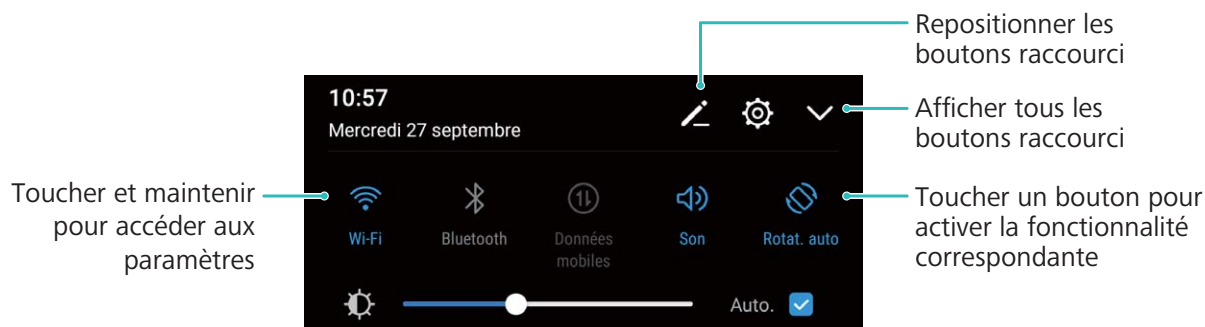 Repositionner les
boutons raccourci
10:57
Mercredi 27 septembre
Afficher tous les
boutons raccourci
Toucher et maintenir
pour accéder aux
paramètres
Wi-Fi
Bluetooth
Données
mobiles
Son
Rotat. auto
Toucher un bouton pour
activer la fonctionnalité
correspondante
Auto.